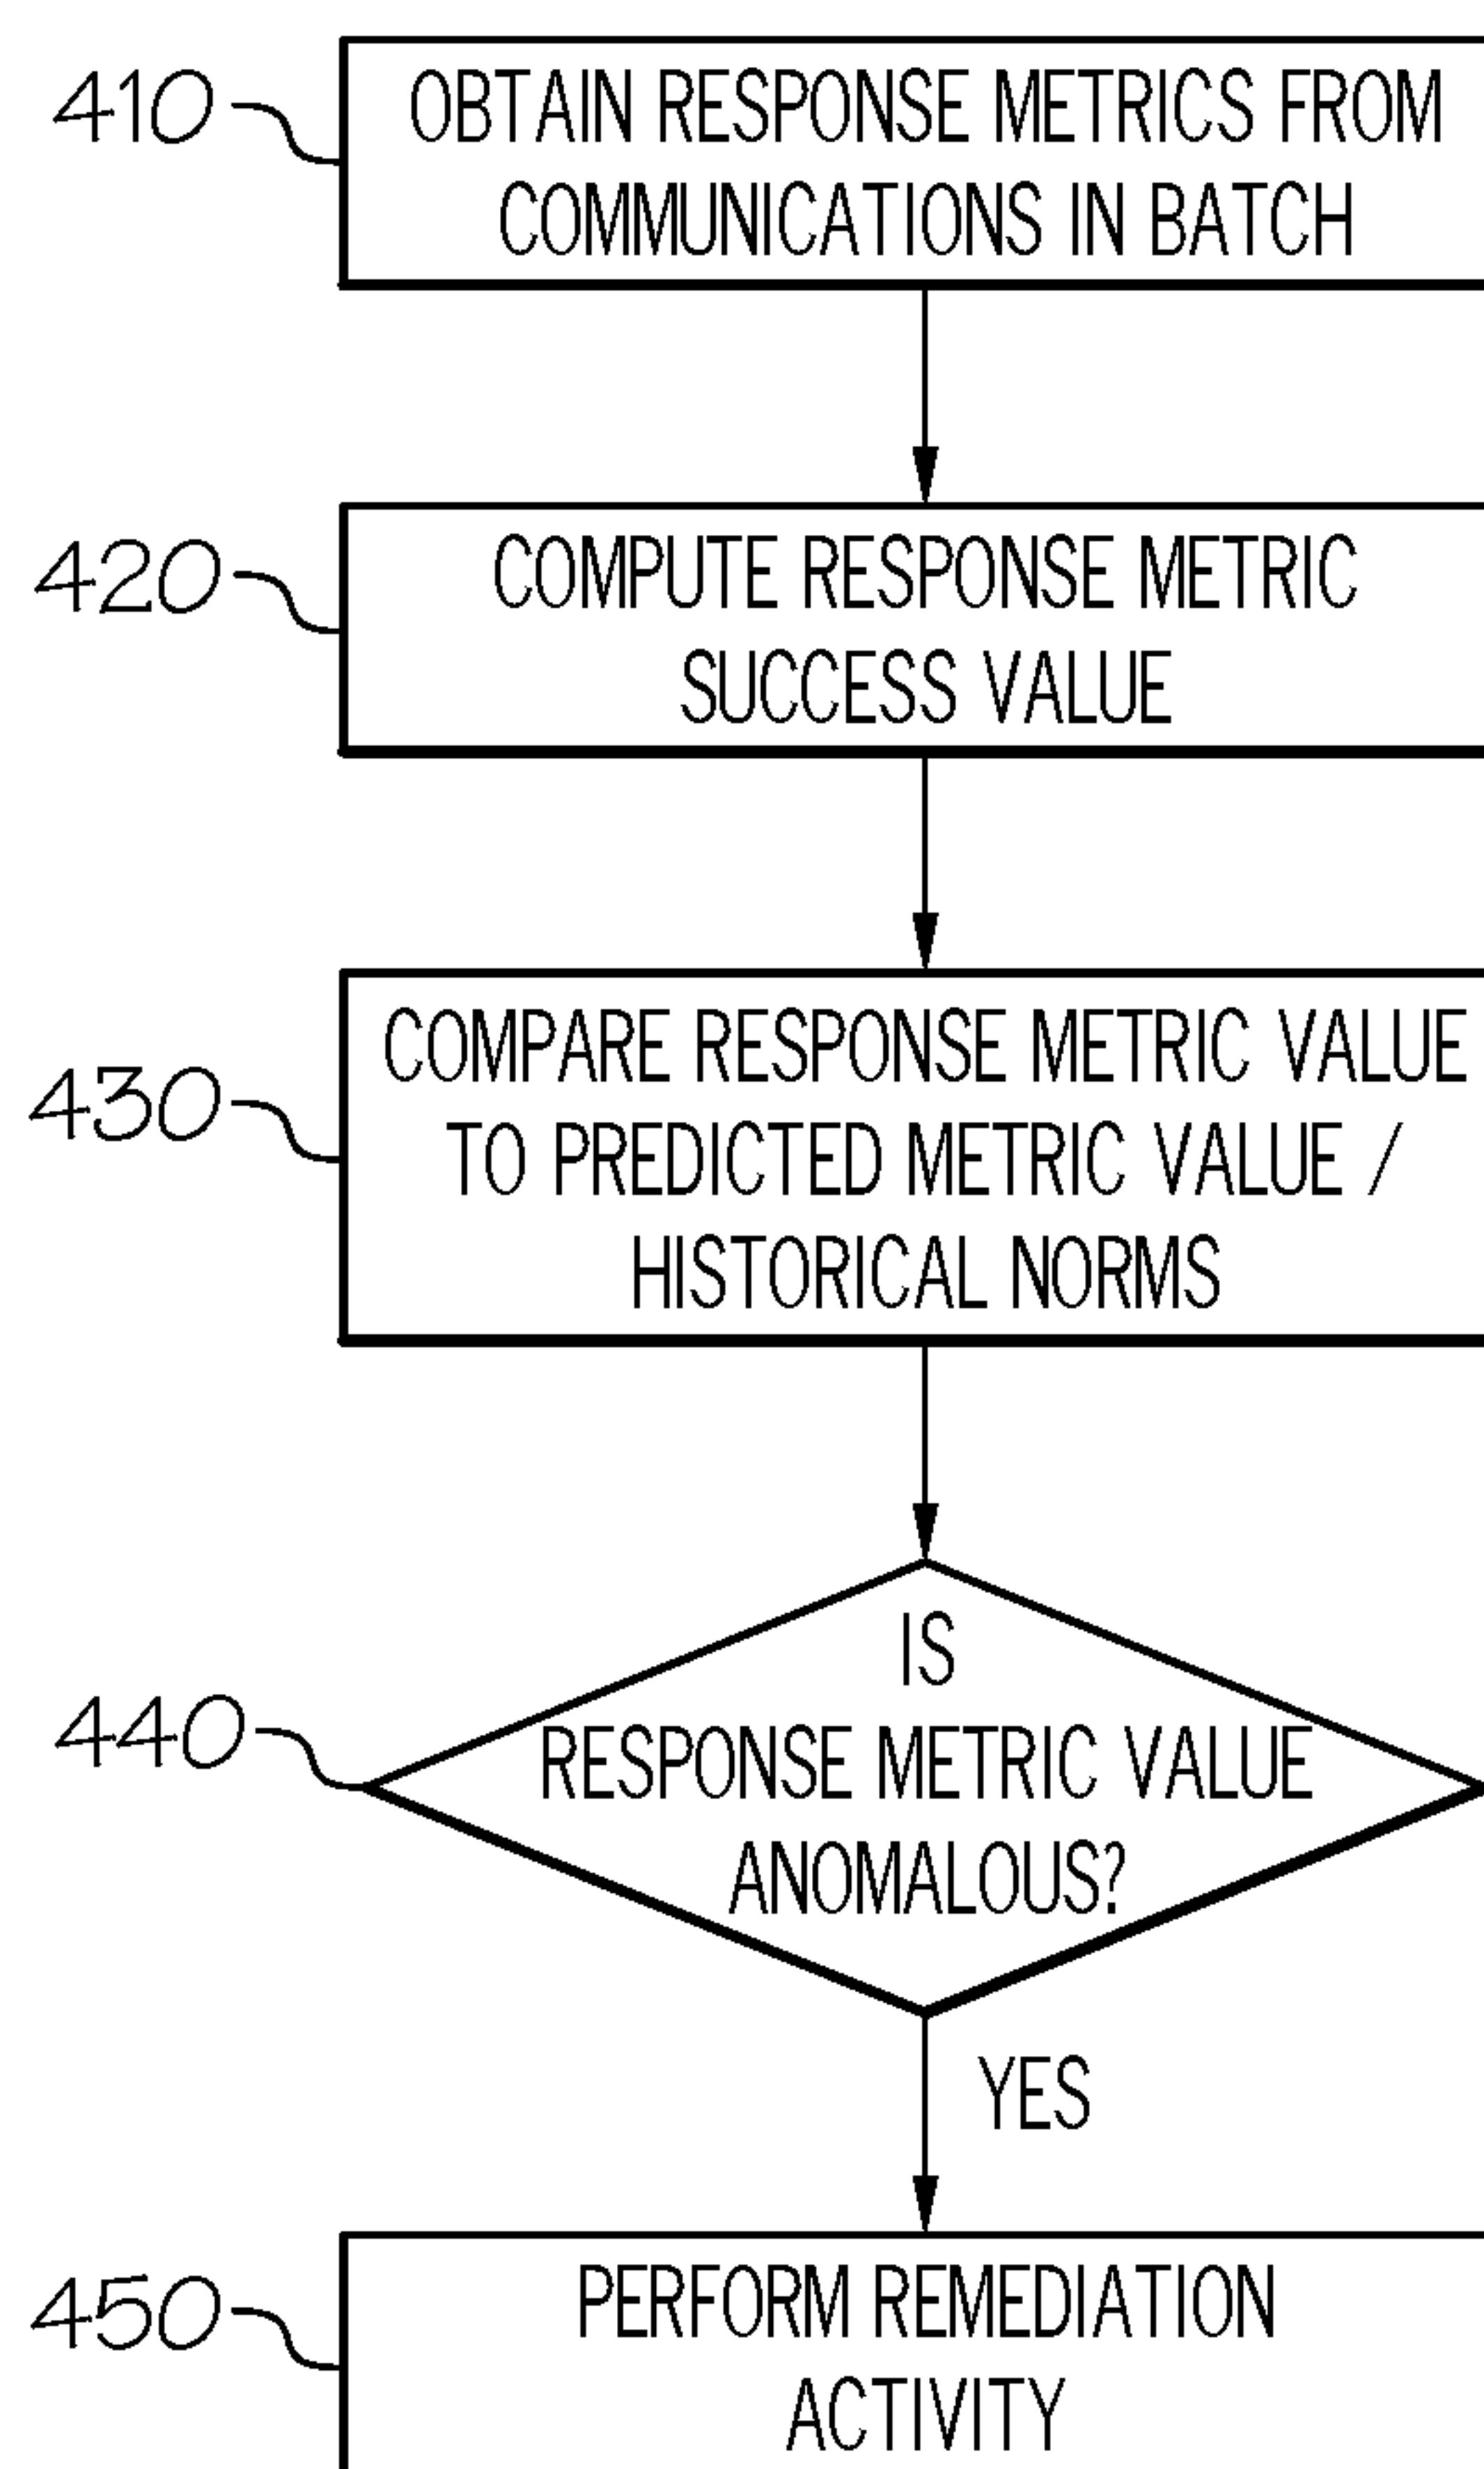 410
OBTAIN RESPONSE METRICS FROM
COMMUNICATIONS IN BATCH
420
COMPUTE RESPONSE METRIC
SUCCESS VALUE
430
COMPARE RESPONSE METRIC VALUE
TO PREDICTED METRIC VALUE /
HISTORICAL NORMS
440
IS
RESPONSE METRIC VALUE
ANOMALOUS?
YES
450
PERFORM REMEDIATION
ACTIVITY